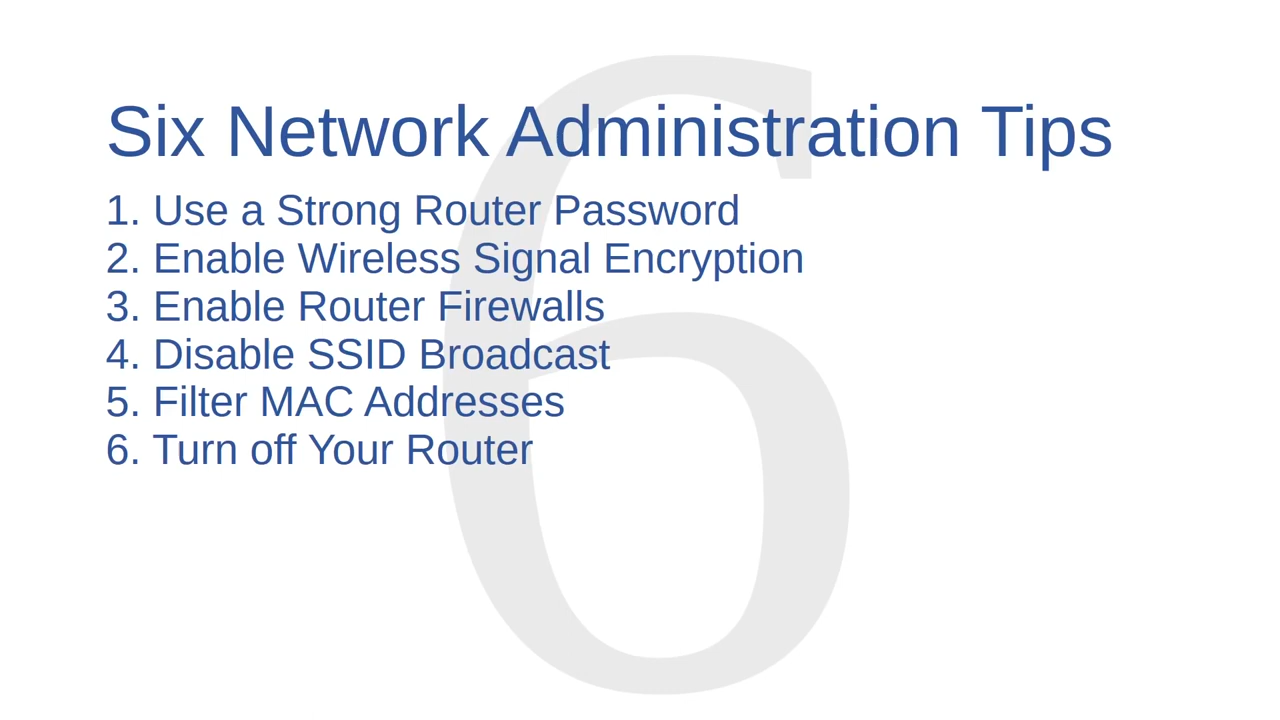 Six Network Administration Tips
1. Use a Strong Router Password
2. Enable Wireless Signal Encryption
3. Enable Router Firewalls
4. Disable SSID Broadcast
5. Filter MAC Addresses
6. Turn off Your Router
6